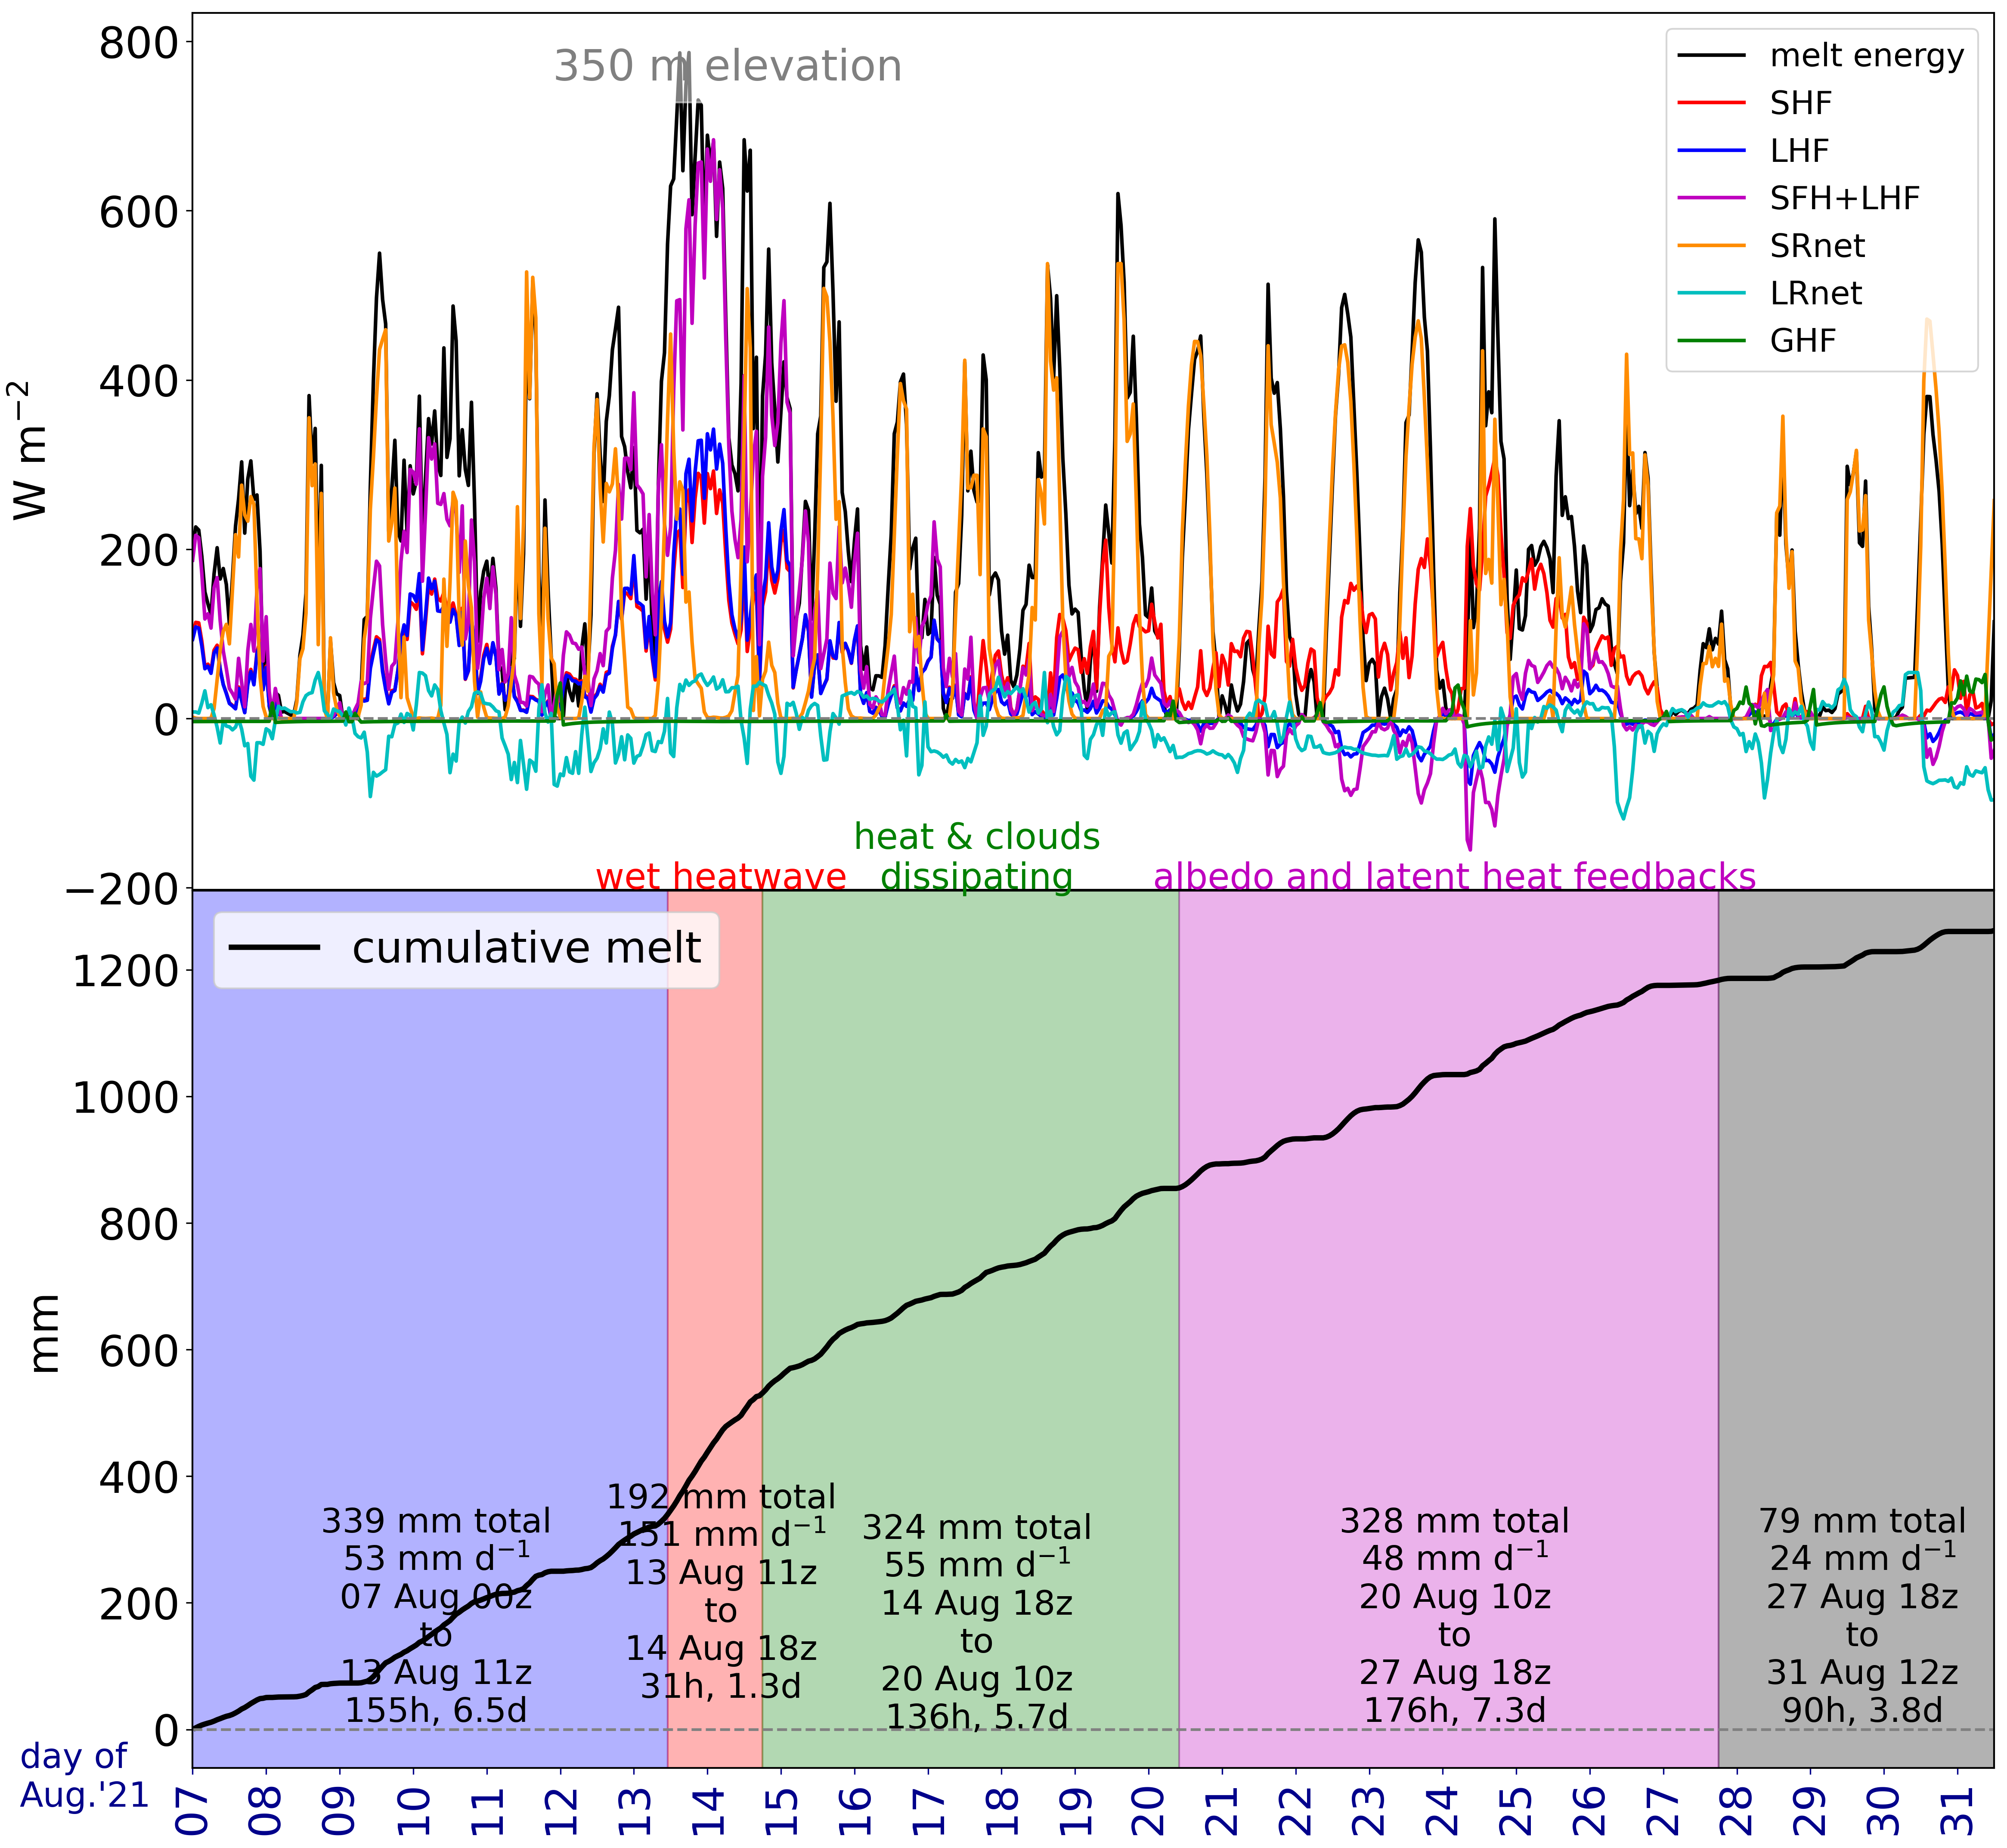 350 m elevation
melt energy
SHF
LHF
SFH+LHF
SRnet
LRnet
GHF
800
600
400
200
0
−200
W m⁻²
wet heatwave
heat & clouds
dissipating
albedo and latent heat feedbacks
cumulative melt
1200
1000
800
600
400
200
0
mm
339 mm total
53 mm d⁻¹
07 Aug 00z
to
13 Aug 11z
155h, 6.5d
192 mm total
151 mm d⁻¹
13 Aug 11z
to
14 Aug 18z
31h, 1.3d
324 mm total
55 mm d⁻¹
14 Aug 18z
to
20 Aug 10z
136h, 5.7d
328 mm total
48 mm d⁻¹
20 Aug 10z
to
27 Aug 18z
176h, 7.3d
79 mm total
24 mm d⁻¹
27 Aug 18z
to
31 Aug 12z
90h, 3.8d
day of
Aug.'21
07 08 09 10 11 12 13 14 15 16 17 18 19 20 21 22 23 24 25 26 27 28 29 30 31